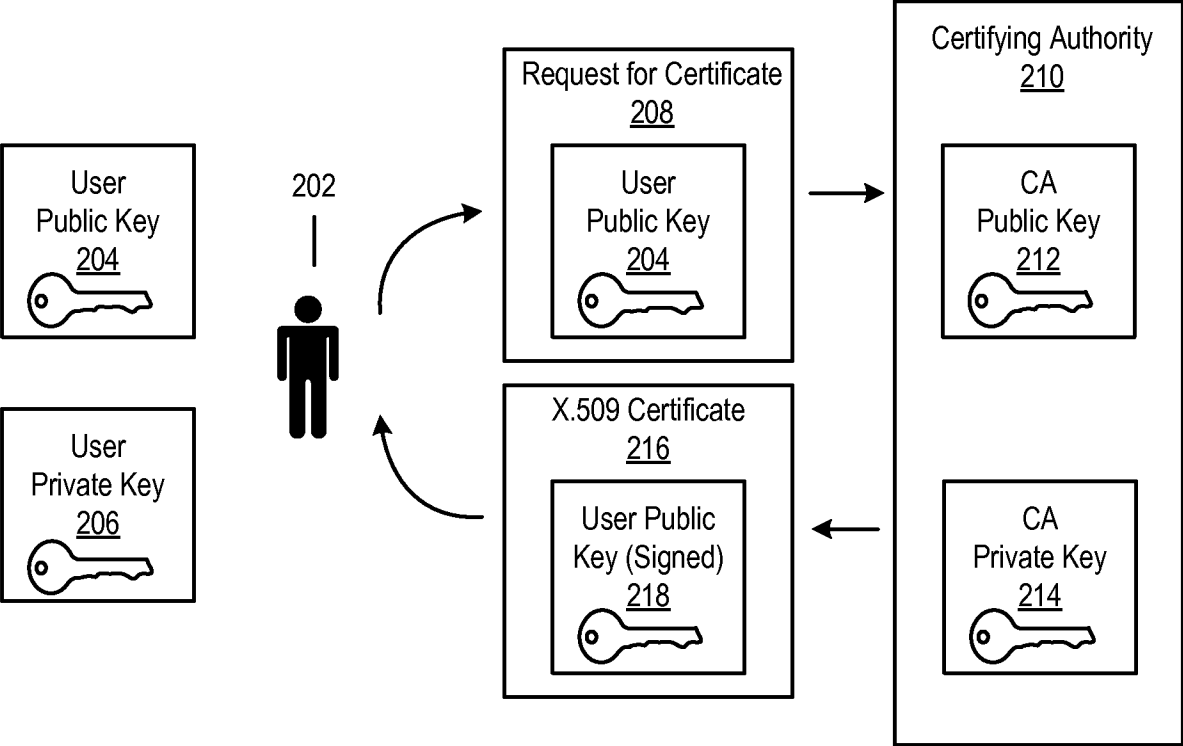 User
Public Key
204
User
Private Key
206
202
Request for Certificate
208
User
Public Key
204
X.509 Certificate
216
User Public
Key (Signed)
218
Certifying Authority
210
CA
Public Key
212
CA
Private Key
214